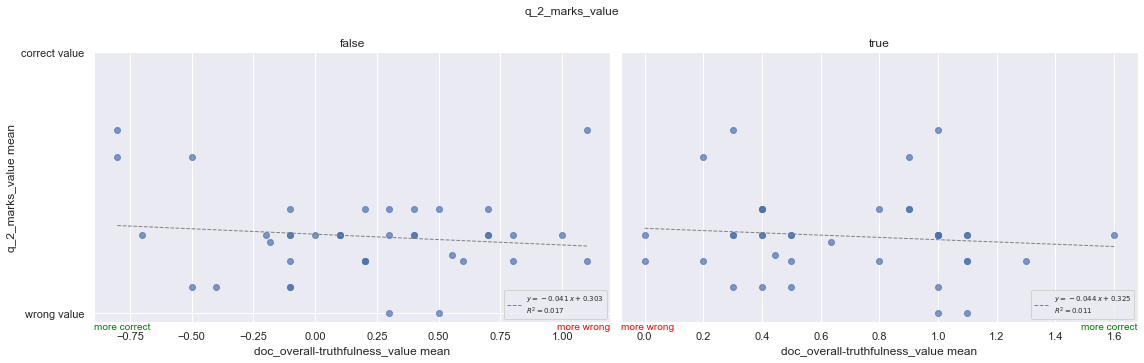 q_2_marks_value
false
true
correct value
wrong value
q_2_marks_value mean
y = −0.041 x + 0.303
R² = 0.017
y = −0.044 x + 0.325
R² = 0.011
more correct
more wrong
more wrong
more correct
−0.75 −0.50 −0.25 0.00 0.25 0.50 0.75 1.00
0.0 0.2 0.4 0.6 0.8 1.0 1.2 1.4 1.6
doc_overall-truthfulness_value mean
doc_overall-truthfulness_value mean